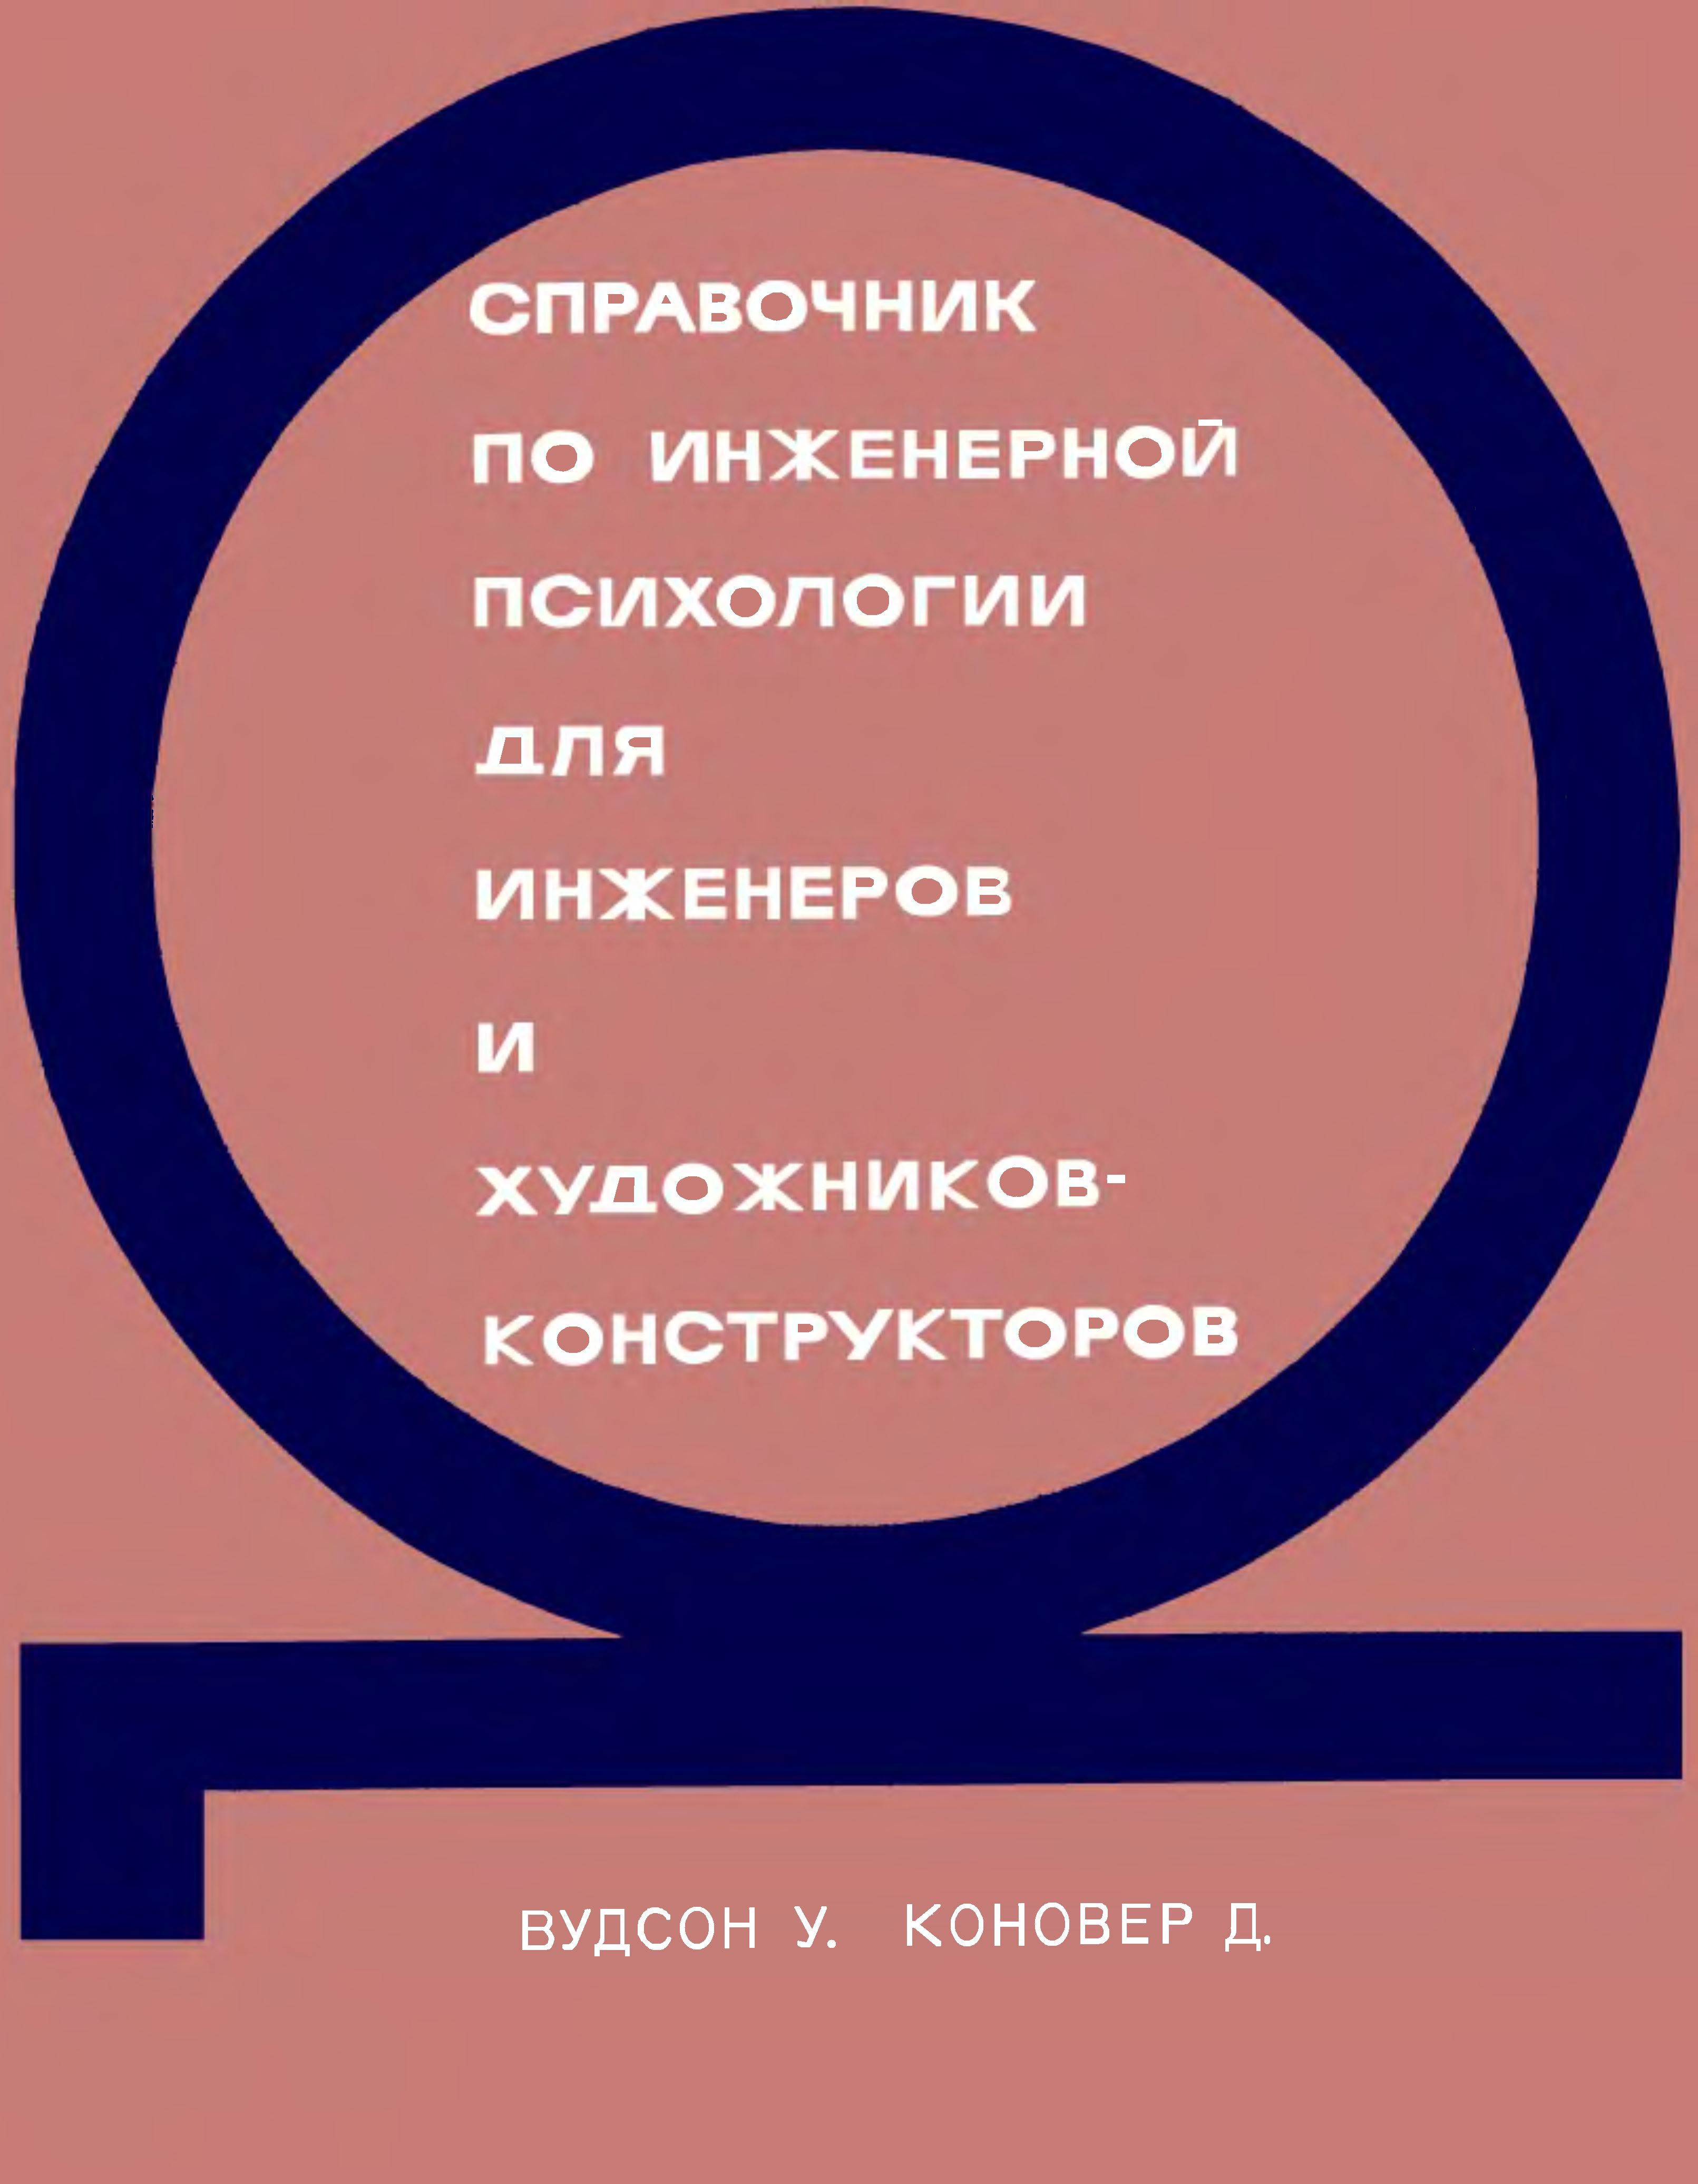 СПРАВОЧНИК
ПО ИНЖЕНЕРНОЙ
ПСИХОЛОГИИ
ДЛЯ
ИНЖЕНЕРОВ
И
ХУДОЖНИКОВ-
КОНСТРУКТОРОВ
ВУДСОН У. КОНОВЕР Д.